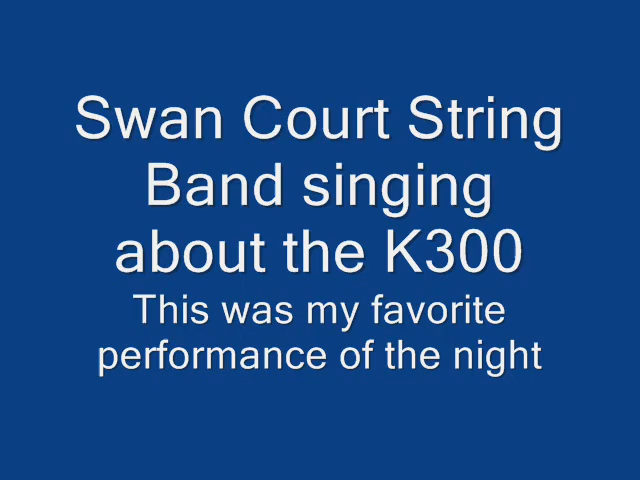 Swan Court String
Band singing
about the K300
This was my favorite
performance of the night